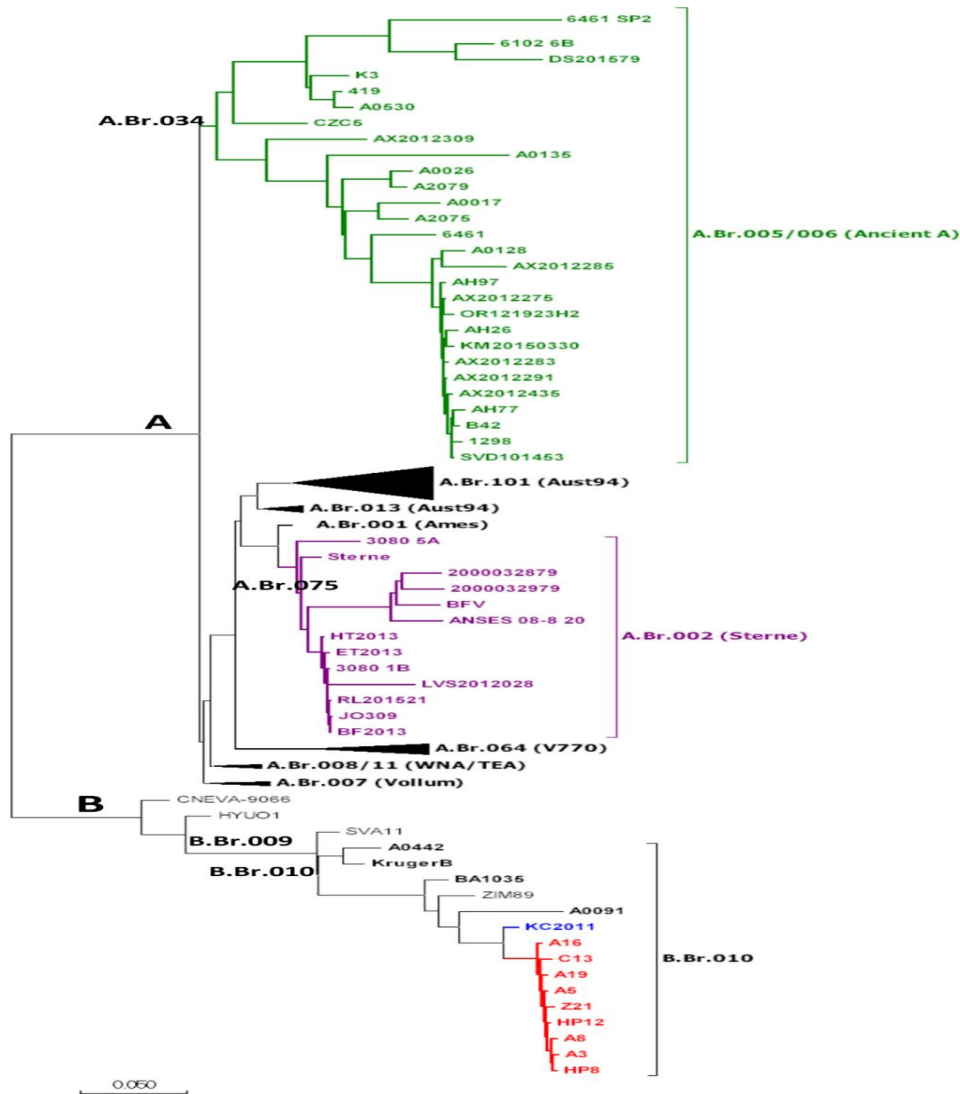 6461 SP2
6102 6B
DS201579
K3
419
A0530
A.Br.034
CZC5
AX2012309
A0135
A0026
A2079
A0017
A2075
6461
A.Br.005/006 (Ancient A)
A0128
AX2012285
AH97
AX2012275
OR121923H2
AH26
KM20150330
AX2012283
AX2012291
AX2012435
AH77
A
B42
1298
SVD101453
A.Br.101 (Aust94)
A.Br.013 (Aust94)
A.Br.001 (Ames)
3080 5A
Sterne
2000032879
A.Br.075
2000032979
BFV
ANSES 08-8 20
HT2013
A.Br.002 (Sterne)
ET2013
3080 1B
LVS2012028
RL201521
JO309
BF2013
A.Br.064 (V770)
A.Br.008/11 (WNA/TEA)
A.Br.007 (Vollum)
B
CNEVA-9066
HYUO1
SVA11
B.Br.009
A0442
KrugerB
B.Br.010
BA1035
ZIM89
A0091
KC2011
A16
C13
B.Br.010
A19
A5
Z21
HP12
A8
A3
HP8
0.050